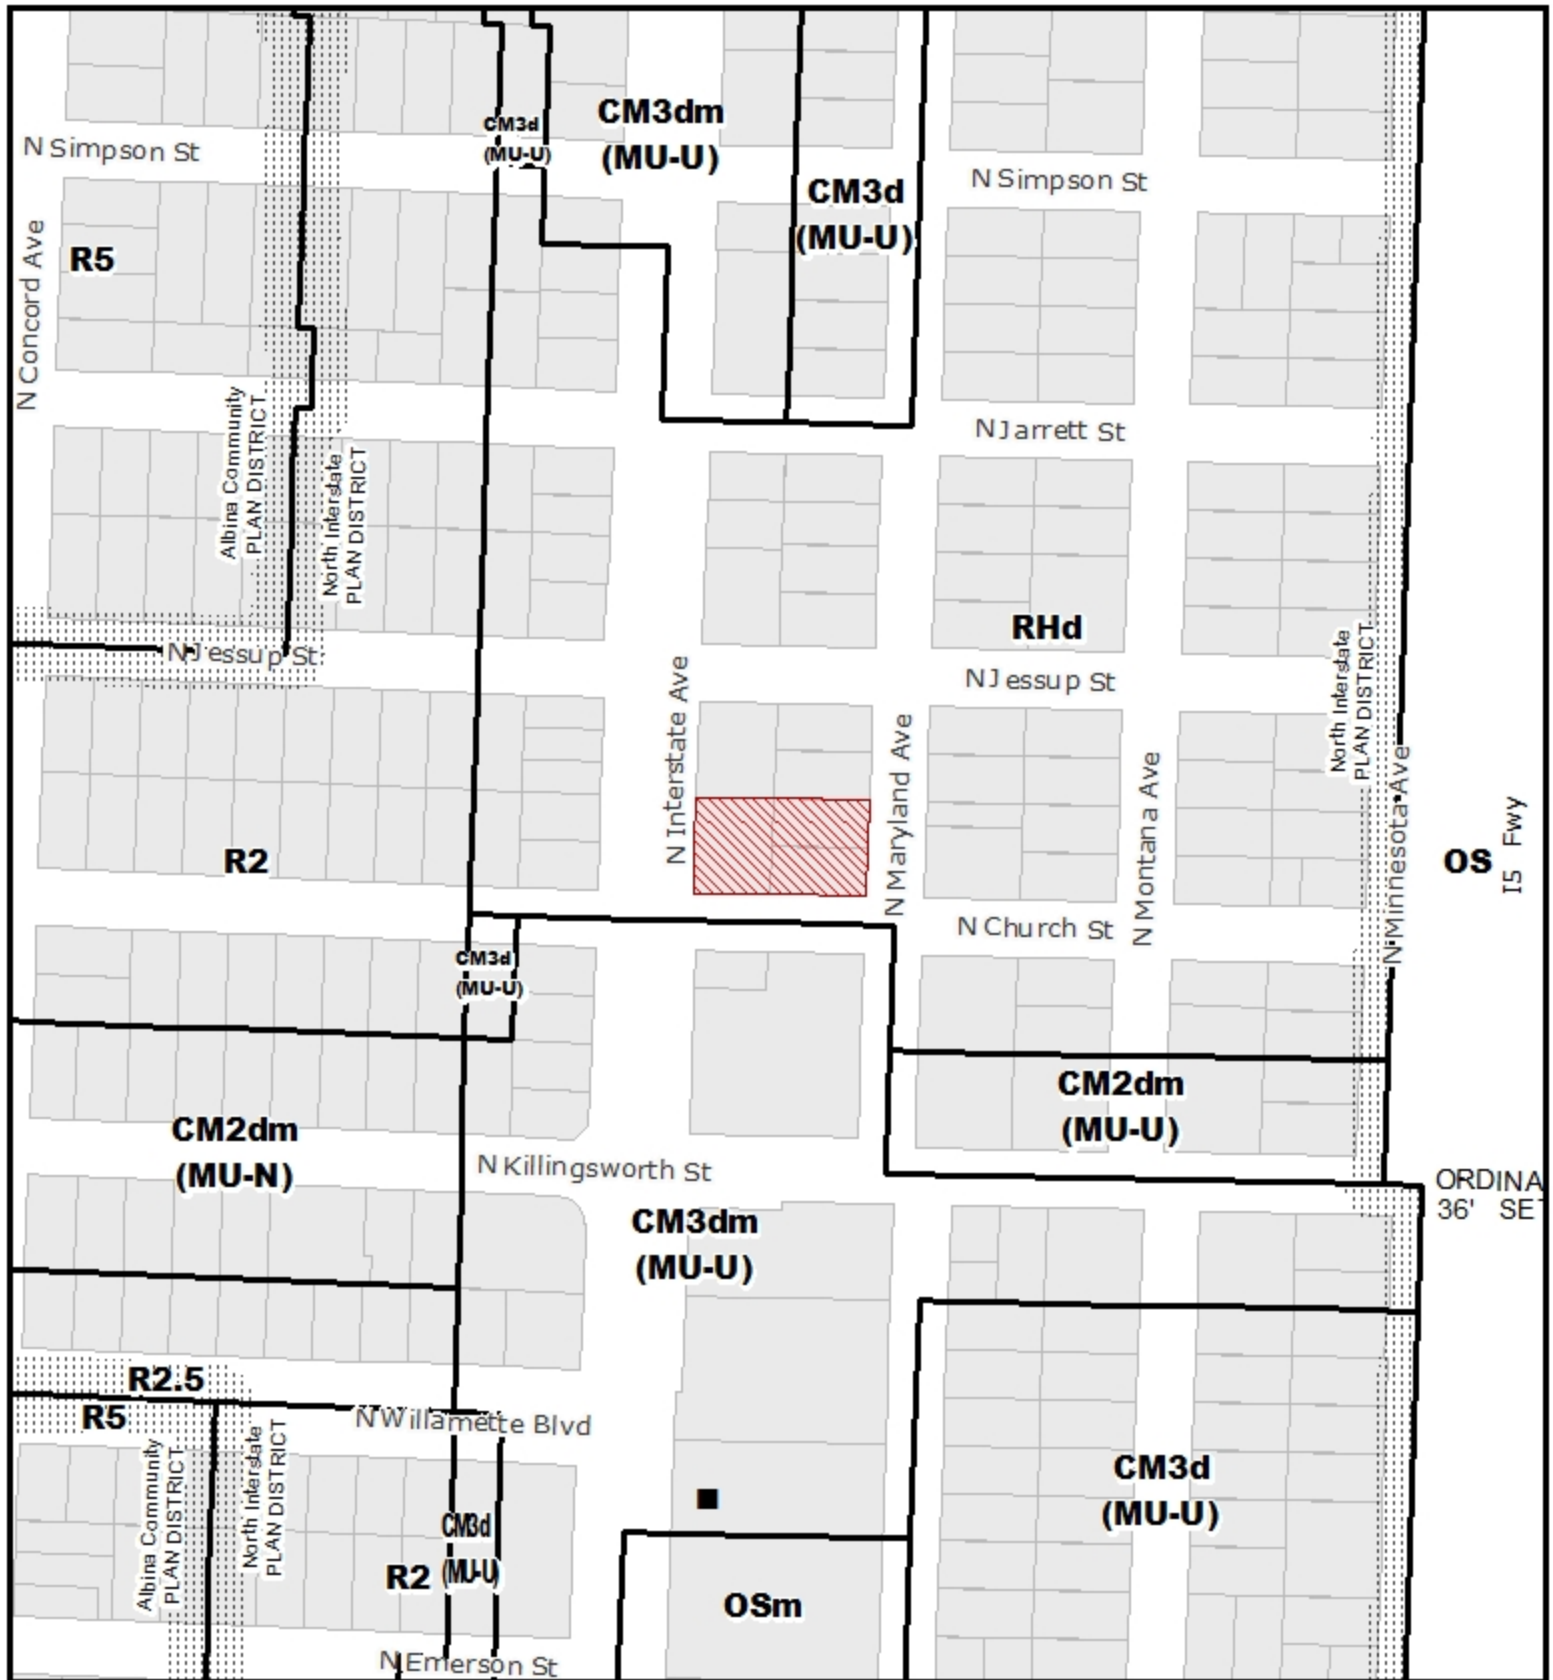 CM3d
(MU-U)
CM3dm
(MU-U)
N Simpson St
CM3d
(MU-U)
N Simpson St
N Concord Ave
R5
N Jarrett St
Albina Community
PLAN DISTRICT
North Interstate
PLAN DISTRICT
RHd
N Jessup St
N Jessup St
N Interstate Ave
N Maryland Ave
N Montana Ave
North Interstate
PLAN DISTRICT
N Minnesota Ave
R2
OS
I5 Fwy
N Church St
CM3d
(MU-U)
CM2dm
(MU-U)
CM2dm
(MU-N)
N Killingsworth St
ORDINA
36' SET
CM3dm
(MU-U)
R2.5
R5
N Willamette Blvd
Albina Community
PLAN DISTRICT
North Interstate
PLAN DISTRICT
CM3d
(MU-U)
R2
CM3d
(MU-U)
OSm
N Emerson St